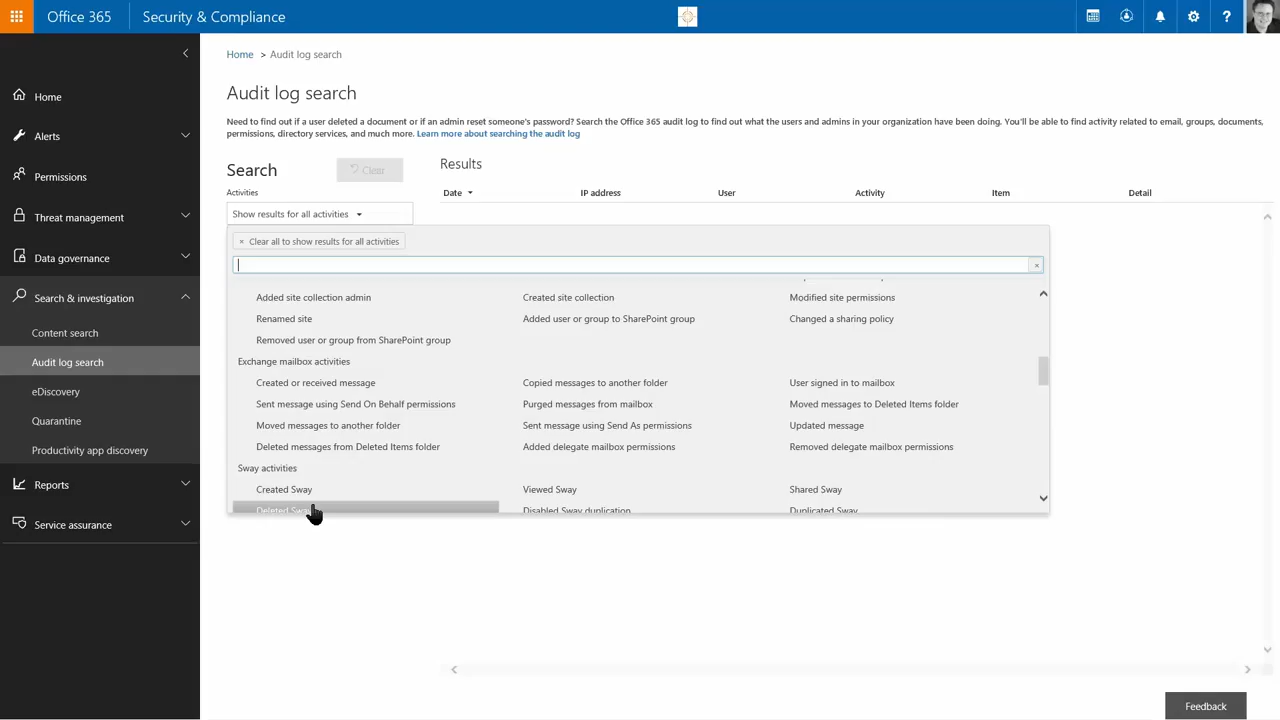 Office 365
Security & Compliance
?
Home > Audit log search
Home
Alerts
Permissions
Threat management
Data governance
Search & investigation
Content search
Audit log search
eDiscovery
Quarantine
Productivity app discovery
Reports
Service assurance
Audit log search
Need to find out if a user deleted a document or if an admin reset someone's password? Search the Office 365 audit log to find out what the users and admins in your organization have been doing. You'll be able to find activity related to email, groups, documents,
permissions, directory services, and much more. Learn more about searching the audit log
Search
Clear
Results
Activities
Date IP address User Activity Item Detail
Show results for all activities
× Clear all to show results for all activities
×
Added site collection admin Created site collection Modified site permissions
Renamed site Added user or group to SharePoint group Changed a sharing policy
Removed user or group from SharePoint group
Exchange mailbox activities
Created or received message Copied messages to another folder User signed in to mailbox
Sent message using Send On Behalf permissions Purged messages from mailbox Moved messages to Deleted Items folder
Moved messages to another folder Sent message using Send As permissions Updated message
Deleted messages from Deleted Items folder Added delegate mailbox permissions Removed delegate mailbox permissions
Sway activities
Created Sway Viewed Sway Shared Sway
Deleted Sway Disabled Sway duplication Duplicated Sway
Feedback